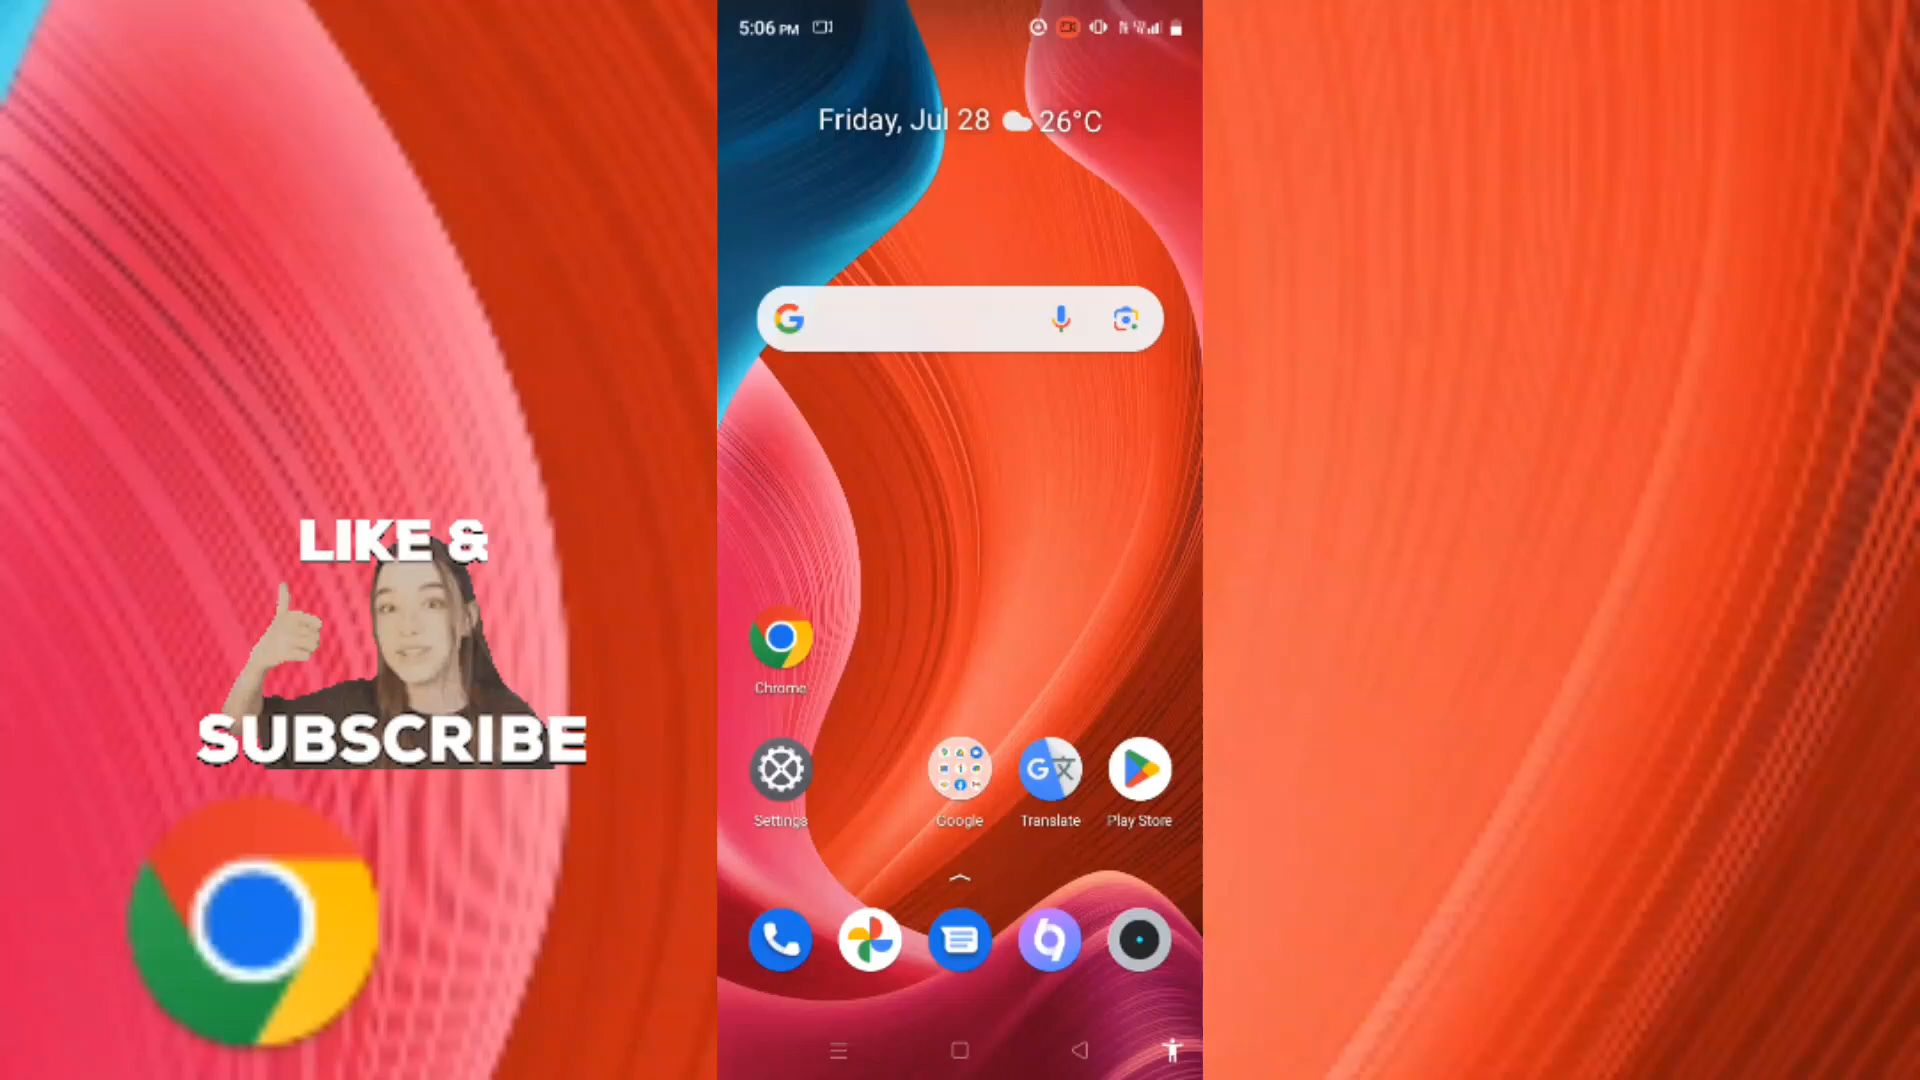 5:06 PM
Friday, Jul 28 26°C
G
LIKE &
SUBSCRIBE
Chrome
Settings
Google
Translate
Play Store